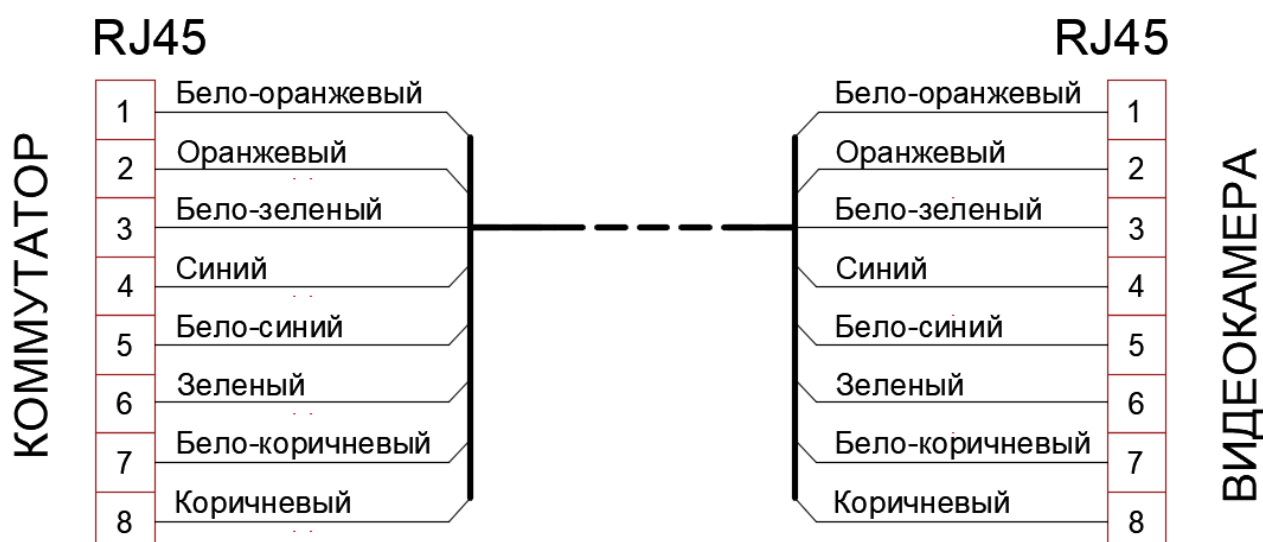 RJ45
RJ45
КОММУТАТОР
1 Бело-оранжевый
2 Оранжевый
3 Бело-зеленый
4 Синий
5 Бело-синий
6 Зеленый
7 Бело-коричневый
8 Коричневый
Бело-оранжевый 1
Оранжевый 2
Бело-зеленый 3
Синий 4
Бело-синий 5
Зеленый 6
Бело-коричневый 7
Коричневый 8
ВИДЕОКАМЕРА